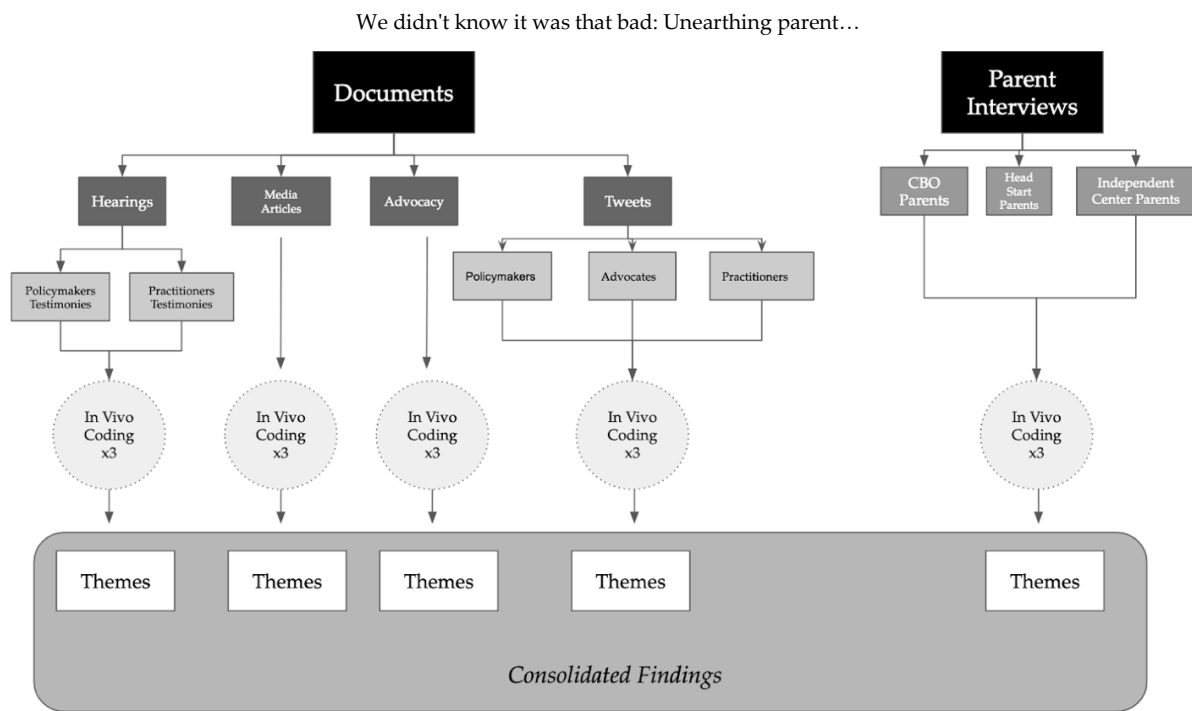 We didn't know it was that bad: Unearthing parent…
Documents
Parent
Interviews
Hearings
Media
Articles
Advocacy
Tweets
CBO
Parents
Head
Start
Parents
Independent
Center Parents
Policymakers
Testimonies
Practitioners
Testimonies
Policymakers
Advocates
Practitioners
In Vivo
Coding
x3
In Vivo
Coding
x3
In Vivo
Coding
x3
In Vivo
Coding
x3
In Vivo
Coding
x3
Themes
Themes
Themes
Themes
Themes
Consolidated Findings